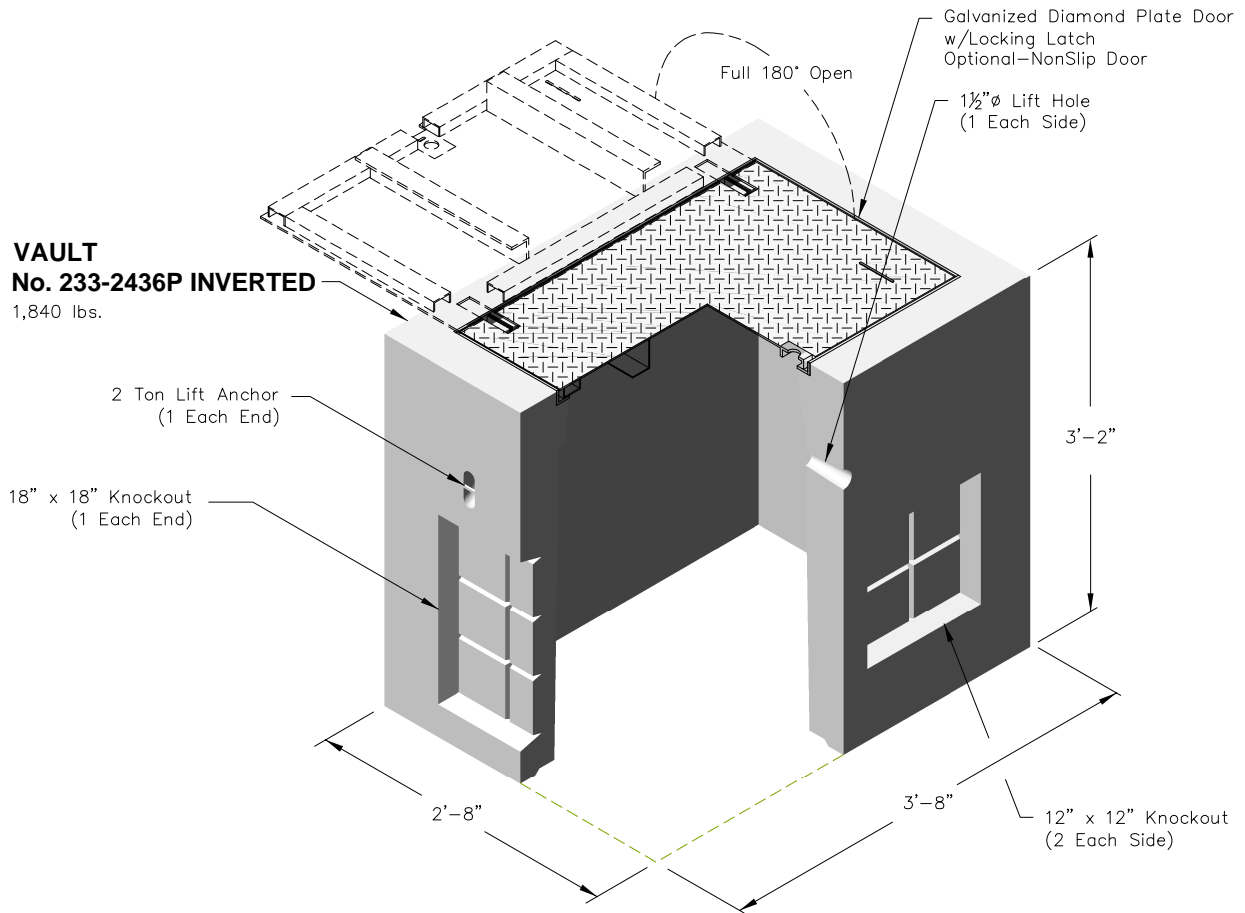 Galvanized Diamond Plate Door
w/Locking Latch
Optional-NonSlip Door
Full 180° Open
1½"ø Lift Hole
(1 Each Side)
VAULT
No. 233-2436P INVERTED
1,840 lbs.
2 Ton Lift Anchor
(1 Each End)
3'-2"
18" x 18" Knockout
(1 Each End)
2'-8"
3'-8"
12" x 12" Knockout
(2 Each Side)